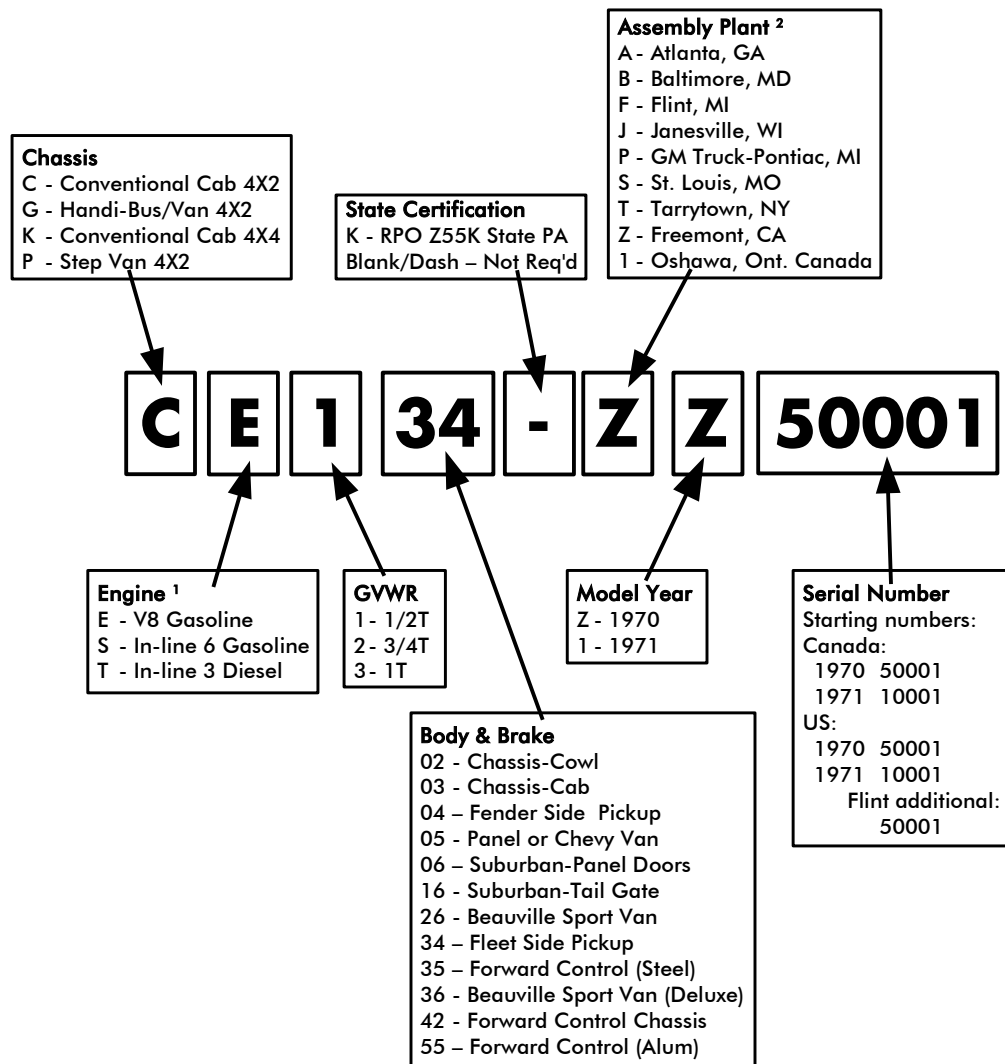 Assembly Plant ²
A - Atlanta, GA
B - Baltimore, MD
F - Flint, MI
J - Janesville, WI
P - GM Truck-Pontiac, MI
S - St. Louis, MO
T - Tarrytown, NY
Z - Freemont, CA
1 - Oshawa, Ont. Canada
Chassis
C - Conventional Cab 4X2
G - Handi-Bus/Van 4X2
K - Conventional Cab 4X4
P - Step Van 4X2
State Certification
K - RPO Z55K State PA
Blank/Dash – Not Req'd
C E 1 34 - Z Z 50001
Engine ¹
E - V8 Gasoline
S - In-line 6 Gasoline
T - In-line 3 Diesel
GVWR
1 - 1/2T
2 - 3/4T
3 - 1T
Model Year
Z - 1970
1 - 1971
Serial Number
Starting numbers:
Canada:
1970 50001
1971 10001
US:
1970 50001
1971 10001
Flint additional:
50001
Body & Brake
02 - Chassis-Cowl
03 - Chassis-Cab
04 – Fender Side Pickup
05 - Panel or Chevy Van
06 – Suburban-Panel Doors
16 - Suburban-Tail Gate
26 - Beauville Sport Van
34 – Fleet Side Pickup
35 – Forward Control (Steel)
36 - Beauville Sport Van (Deluxe)
42 - Forward Control Chassis
55 – Forward Control (Alum)